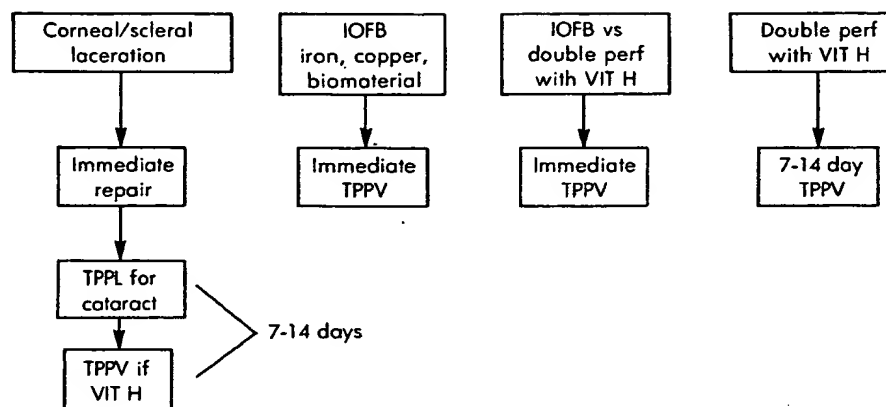 Corneal/scleral
laceration
IOFB
iron, copper,
biomaterial
IOFB vs
double perf
with VIT H
Double perf
with VIT H
Immediate
repair
Immediate
TPPV
Immediate
TPPV
7-14 day
TPPV
TPPL for
cataract
7-14 days
TPPV if
VIT H